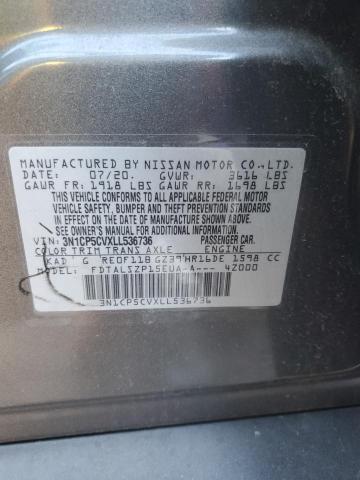 MANUFACTURED BY NISSAN MOTOR CO.,LTD.
DATE: 07/20. GVWR: 3616 LBS
GAWR FR: 1918 LBS GAWR RR: 1698 LBS
THIS VEHICLE CONFORMS TO ALL APPLICABLE
FEDERAL MOTOR VEHICLE
SAFETY, BUMPER, AND THEFT PREVENTION STANDARDS
IN EFFECT ON THE DATE OF MANUFACTURE SHOWN ABOVE.
SEE OWNER'S MANUAL FOR ADDITIONAL INFORMATION
VIN: 3N1CP5CVXLL536736 PASSENGER CAR.
COLOR TRIM TRANS AXLE ENGINE
KAD G RE0F11B GZ39 HR16DE 1598 CC
MODEL: FDTALSZP15EUA-A--- 4Z000
3N1CP5CVXLL536736